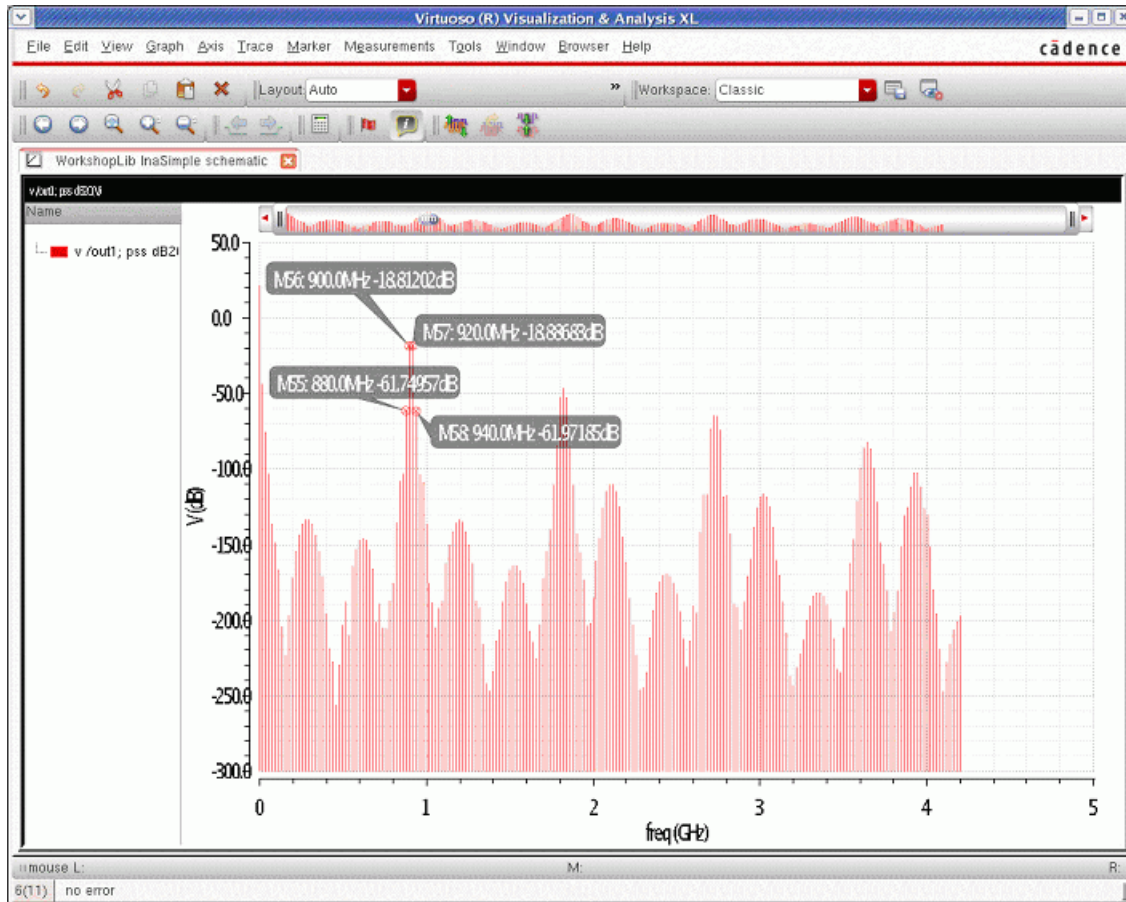 Virtuoso (R) Visualization & Analysis XL
File Edit View Graph Axis Trace Marker Measurements Tools Window Browser Help
cādence
Layout: Auto
» Workspace: Classic
WorkshopLib lnaSimple schematic
v /out1; pss dB20(V)
Name
v /out1; pss dB2
M56: 900.0MHz -18.81202dB
M57: 920.0MHz -18.88683dB
M55: 880.0MHz -61.74957dB
M58: 940.0MHz -61.97185dB
V (dB)
50.0
0.0
-50.0
-100.0
-150.0
-200.0
-250.0
-300.0
0 1 2 3 4 5
freq (GHz)
mouse L: M: R:
6(11) no error